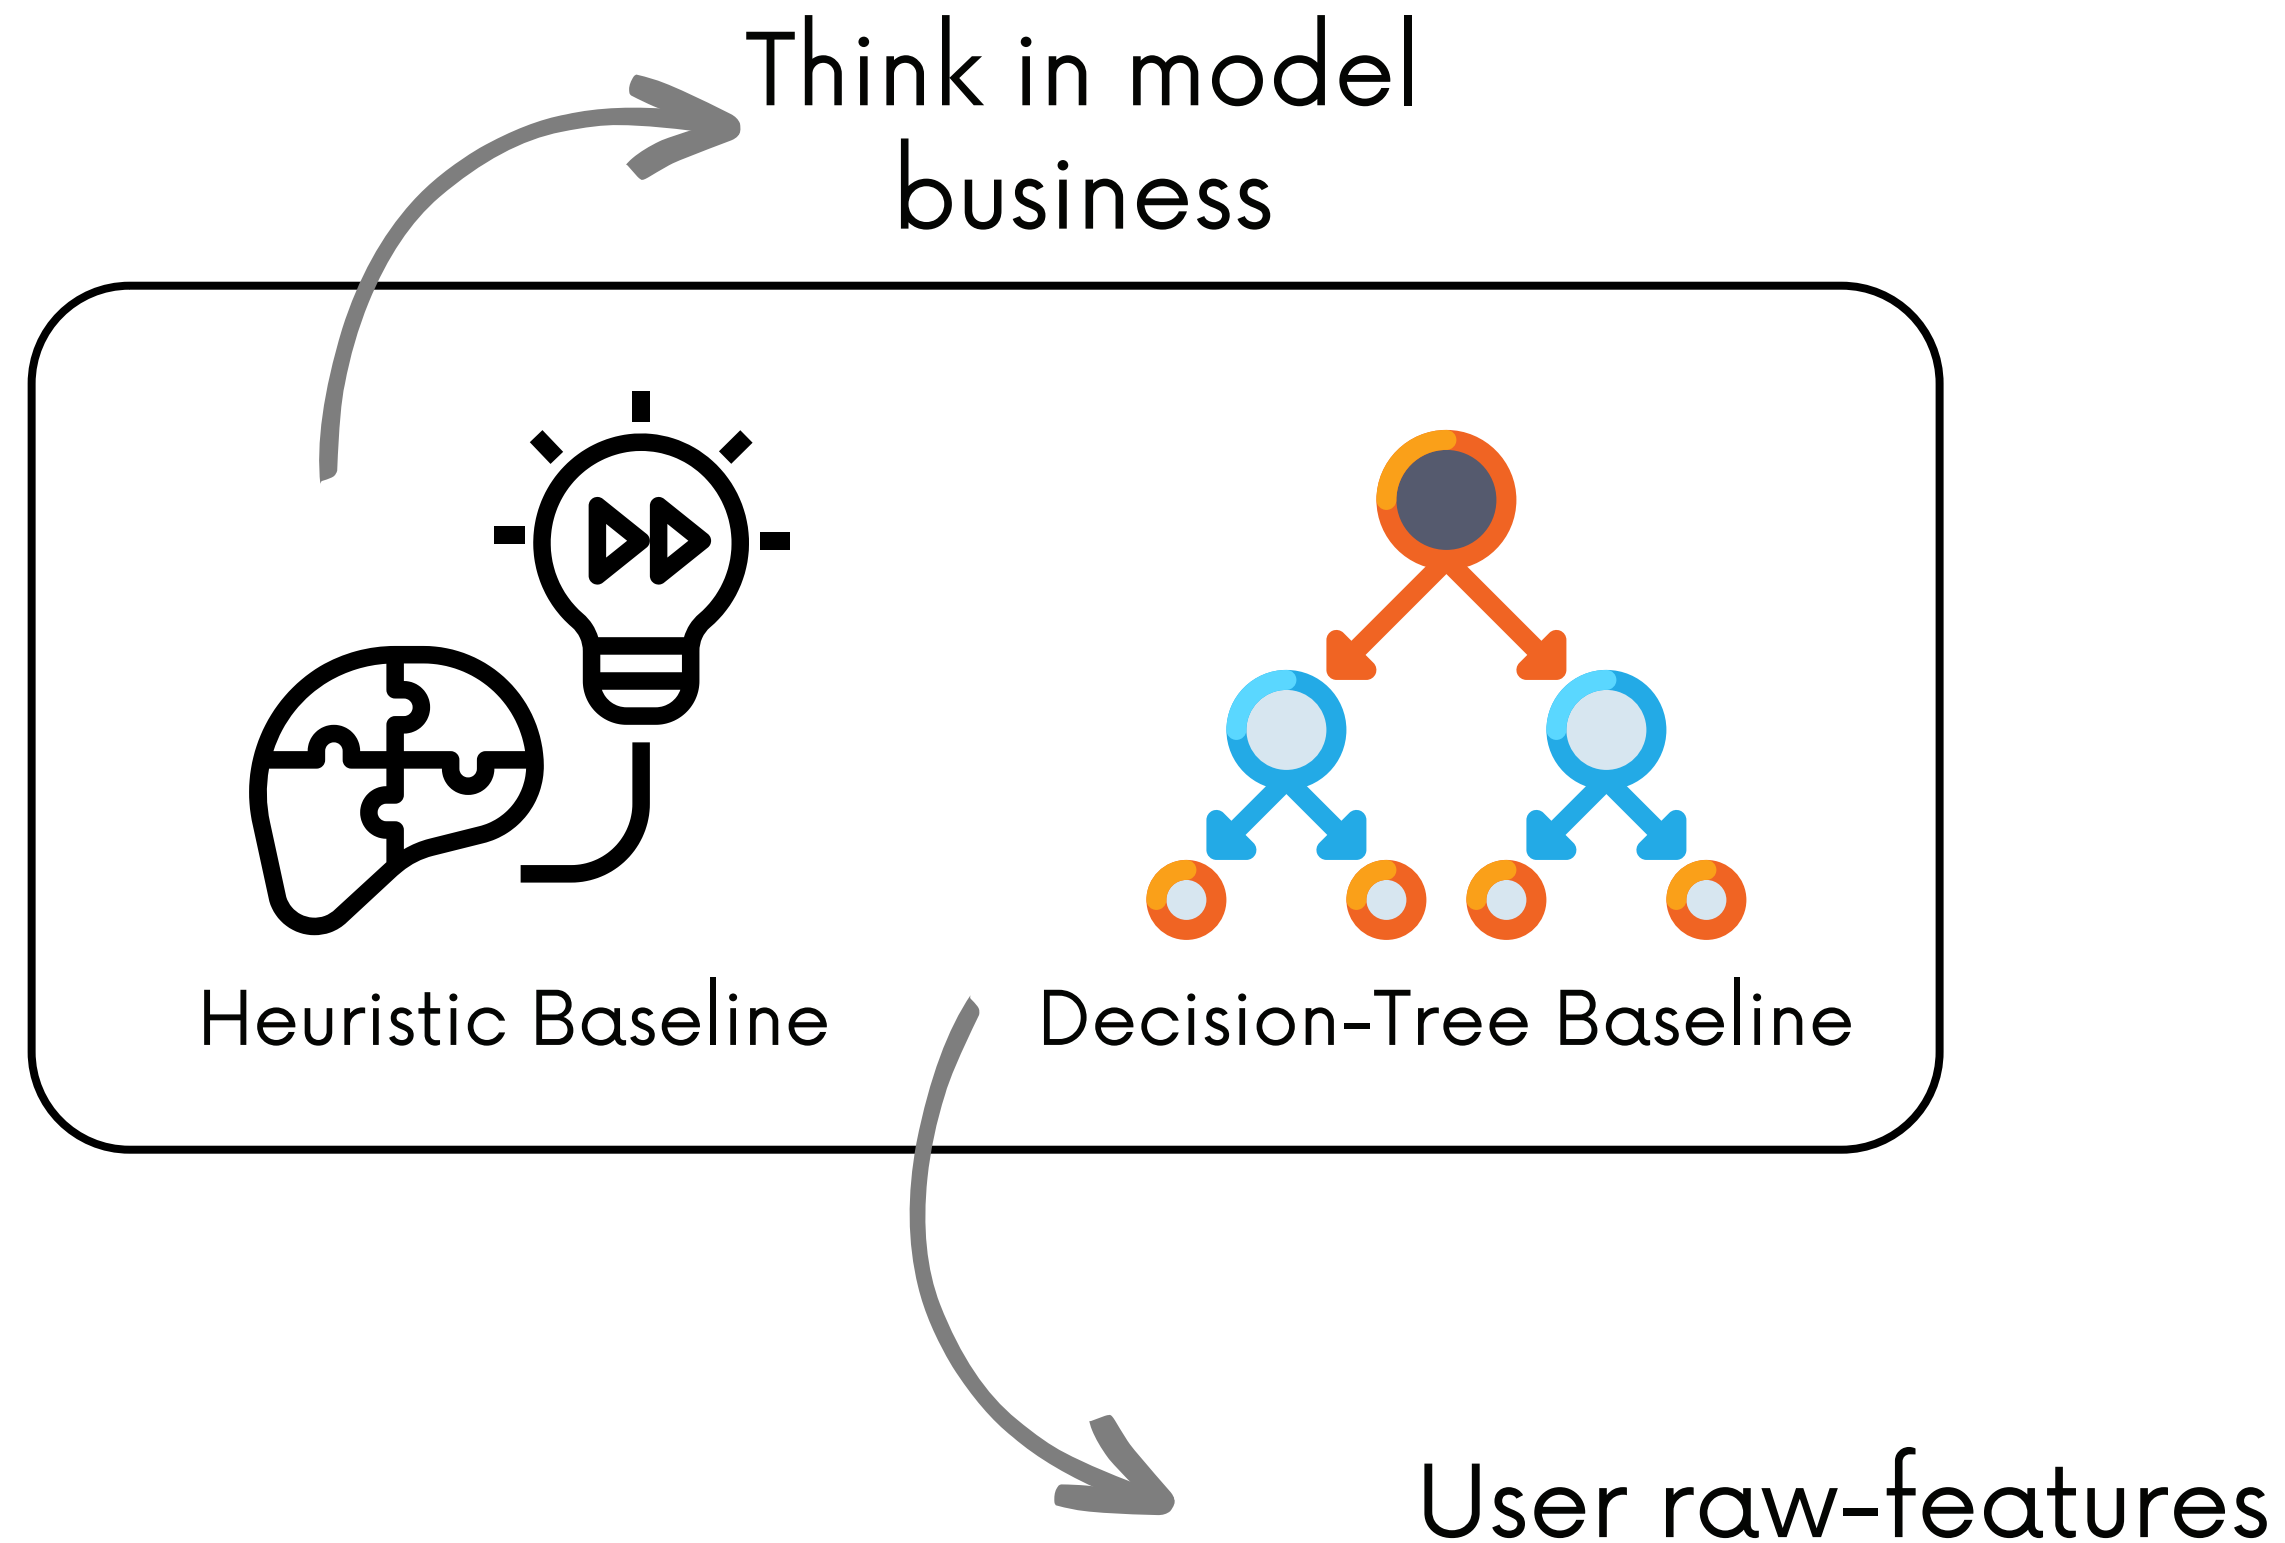 Think in model
business
Heuristic Baseline
Decision-Tree Baseline
User raw-features